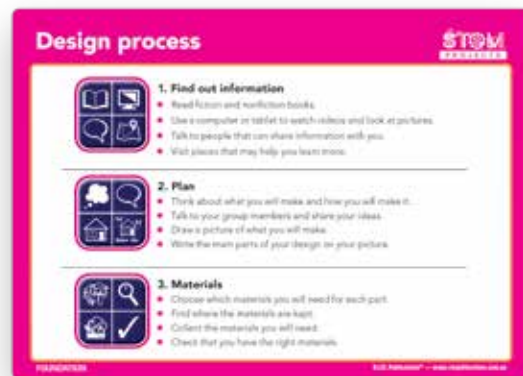 Design process
STEM
PROJECTS
1. Find out information
Read fiction and nonfiction books.
Use a computer or tablet to watch videos and look at pictures.
Talk to people that can share information with you.
Visit places that may help you learn more.
2. Plan
Think about what you will make and how you will make it.
Talk to your group members and share your ideas.
Draw a picture of what you will make.
Write the main parts of your design on your picture.
3. Materials
Choose which materials you will need for each part.
Find where the materials are kept.
Collect the materials you will need.
Check that you have the right materials.
FOUNDATION